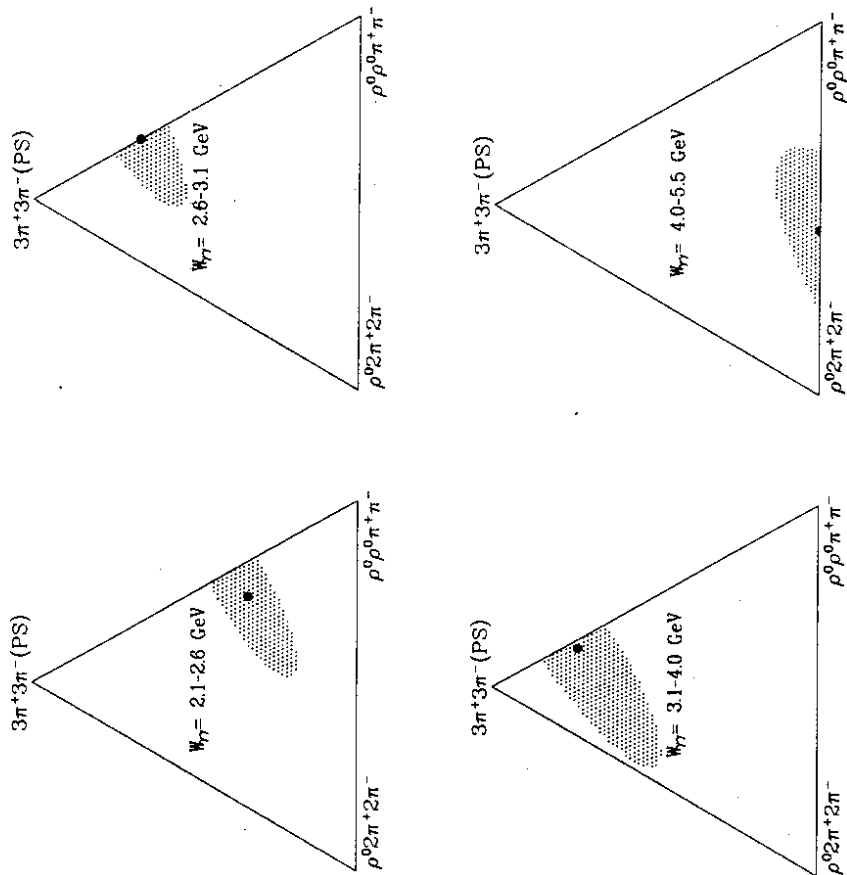 3π⁺3π⁻(PS)
W_γγ= 2.1-2.6 GeV
ρ⁰2π⁺2π⁻
ρ⁰ρ⁰π⁺π⁻
3π⁺3π⁻(PS)
W_γγ= 2.6-3.1 GeV
ρ⁰2π⁺2π⁻
ρ⁰ρ⁰π⁺π⁻
3π⁺3π⁻(PS)
W_γγ= 3.1-4.0 GeV
ρ⁰2π⁺2π⁻
ρ⁰ρ⁰π⁺π⁻
3π⁺3π⁻(PS)
W_γγ= 4.0-5.5 GeV
ρ⁰2π⁺2π⁻
ρ⁰ρ⁰π⁺π⁻